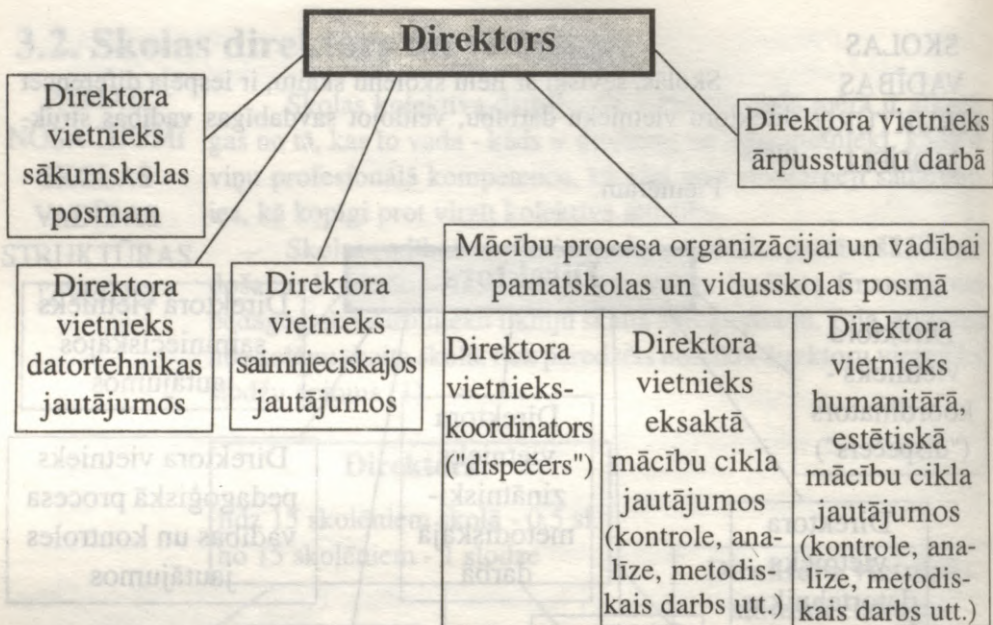 Direktors
Direktora
vietnieks
sākumskolas
posmam
Direktora vietnieks
ārpusstundu darbā
Direktora
vietnieks
datortehnikas
jautājumos
Direktora
vietnieks
saimnieciskajos
jautājumos
Mācību procesa organizācijai un vadībai
pamatskolas un vidusskolas posmā
Direktora
vietnieks-
koordinators
("dispečers")
Direktora
vietnieks
eksaktā
mācību cikla
jautājumos
(kontrole, ana-
līze, metodis-
kais darbs utt.)
Direktora
vietnieks
humanitārā,
estētiskā
mācību cikla
jautājumos
(kontrole, ana-
līze, metodis-
kais darbs utt.)